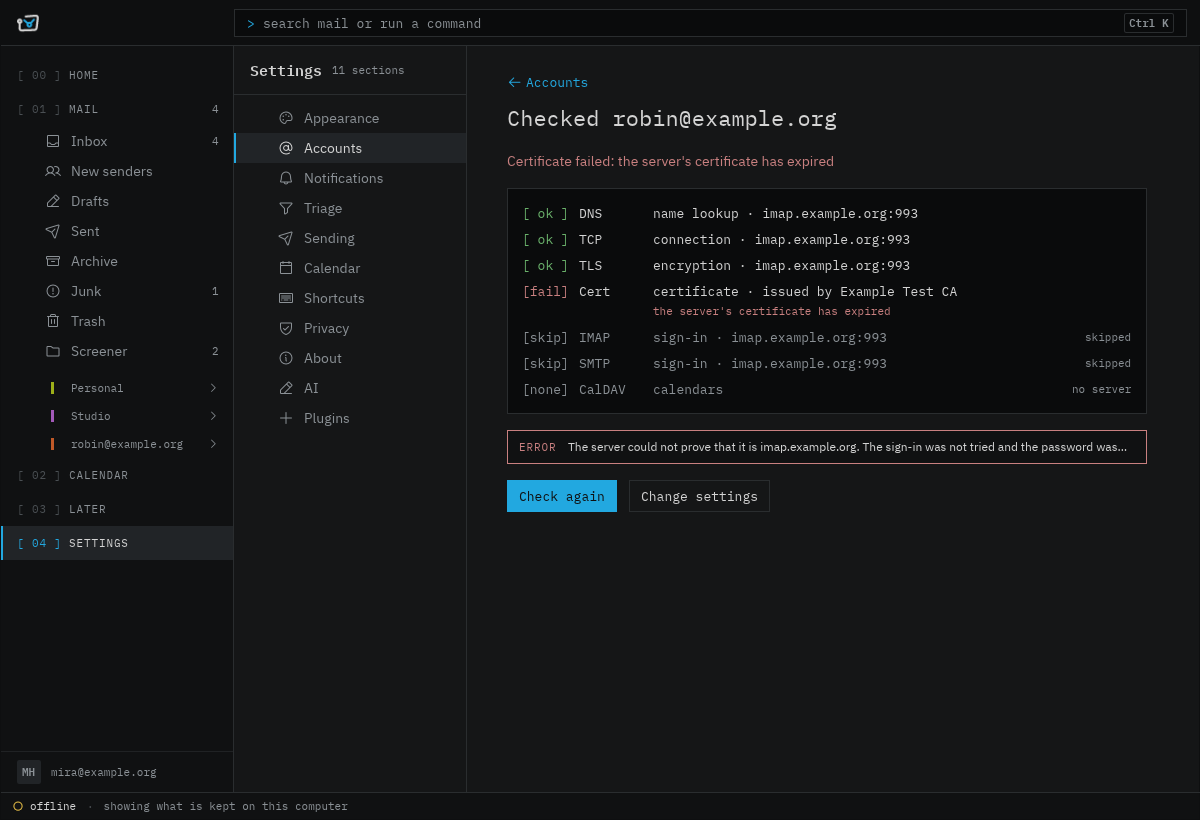 > search mail or run a command Ctrl K
[ 00 ] HOME
[ 01 ] MAIL 4
Inbox 4
New senders
Drafts
Sent
Archive
Junk 1
Trash
Screener 2
Personal
Studio
robin@example.org
[ 02 ] CALENDAR
[ 03 ] LATER
[ 04 ] SETTINGS
MH mira@example.org
Settings 11 sections
Appearance
Accounts
Notifications
Triage
Sending
Calendar
Shortcuts
Privacy
About
AI
Plugins
← Accounts
Checked robin@example.org
Certificate failed: the server's certificate has expired
[ ok ] DNS name lookup · imap.example.org:993
[ ok ] TCP connection · imap.example.org:993
[ ok ] TLS encryption · imap.example.org:993
[fail] Cert certificate · issued by Example Test CA
the server's certificate has expired
[skip] IMAP sign-in · imap.example.org:993 skipped
[skip] SMTP sign-in · imap.example.org:993 skipped
[none] CalDAV calendars no server
ERROR The server could not prove that it is imap.example.org. The sign-in was not tried and the password was...
Check again
Change settings
offline · showing what is kept on this computer